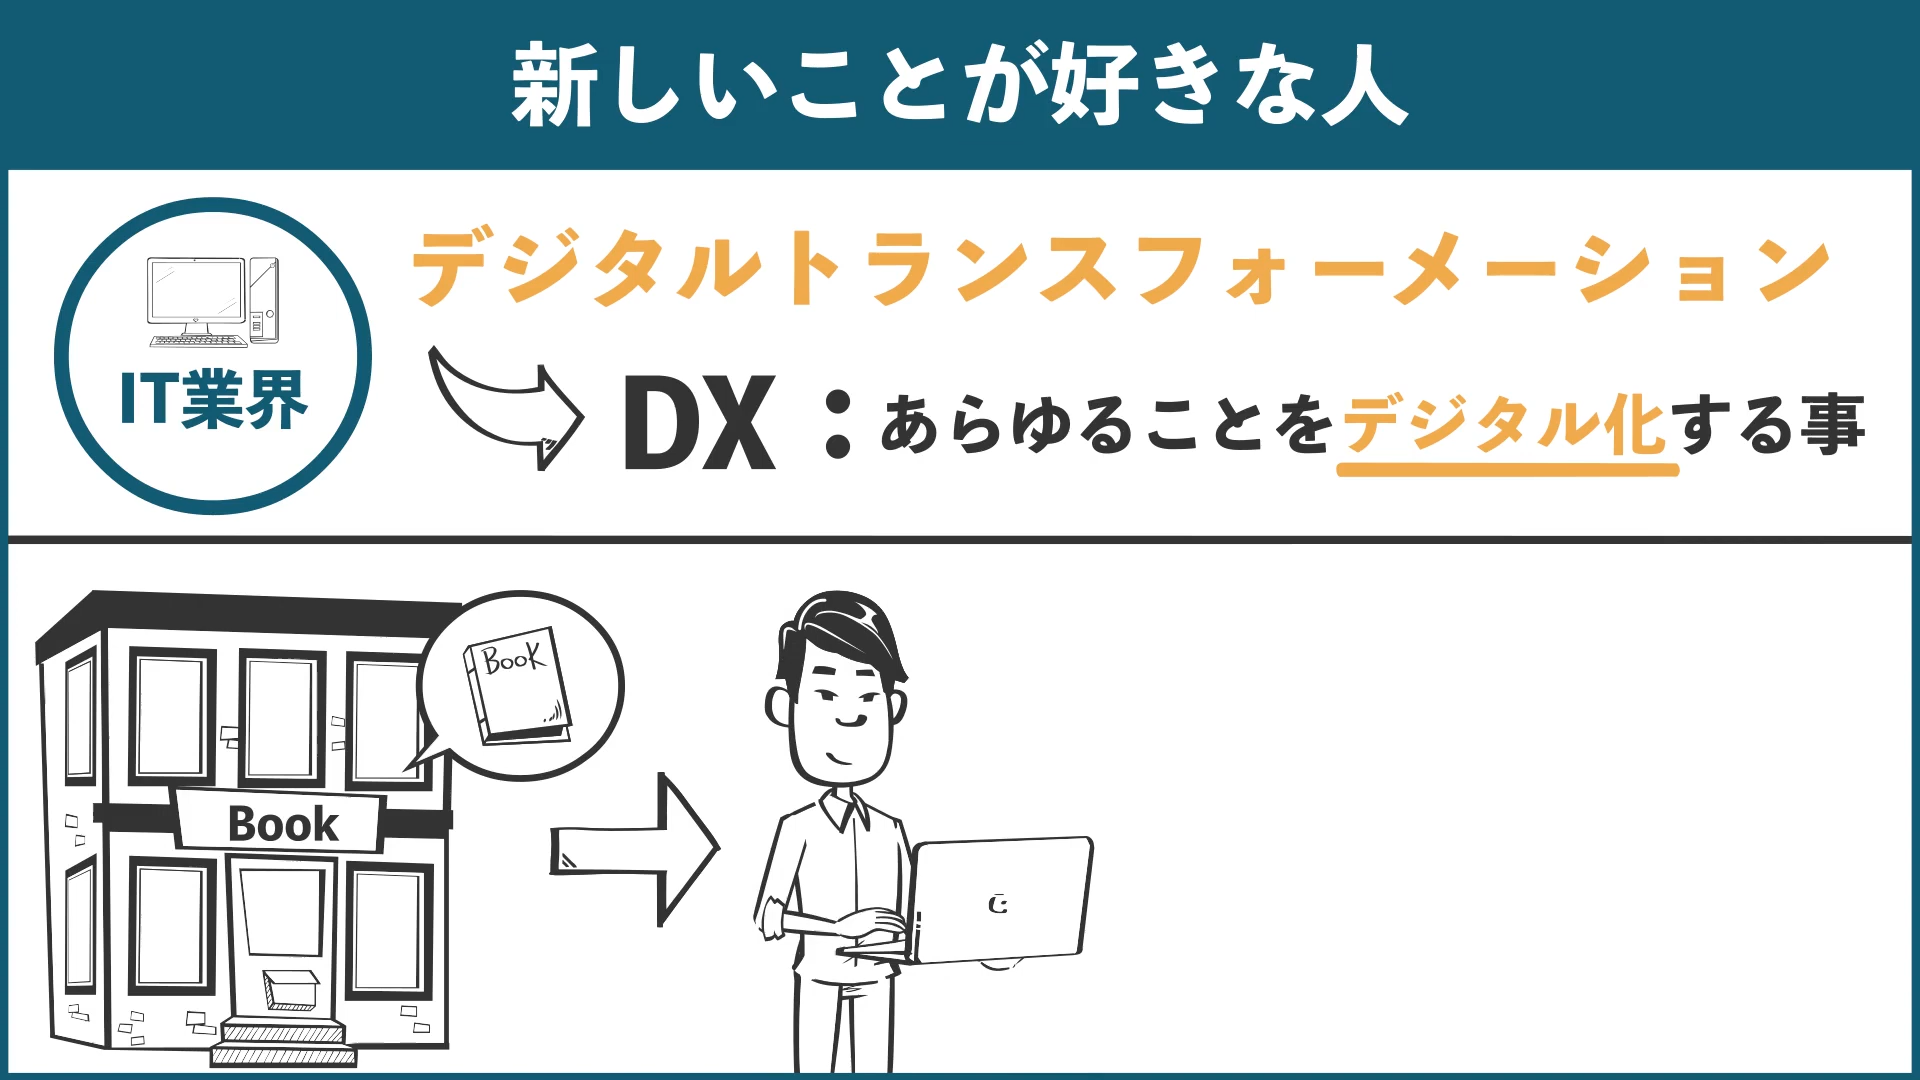 新しいことが好きな人
デジタルトランスフォーメーション
IT業界
DX：あらゆることをデジタル化する事
Book
Book